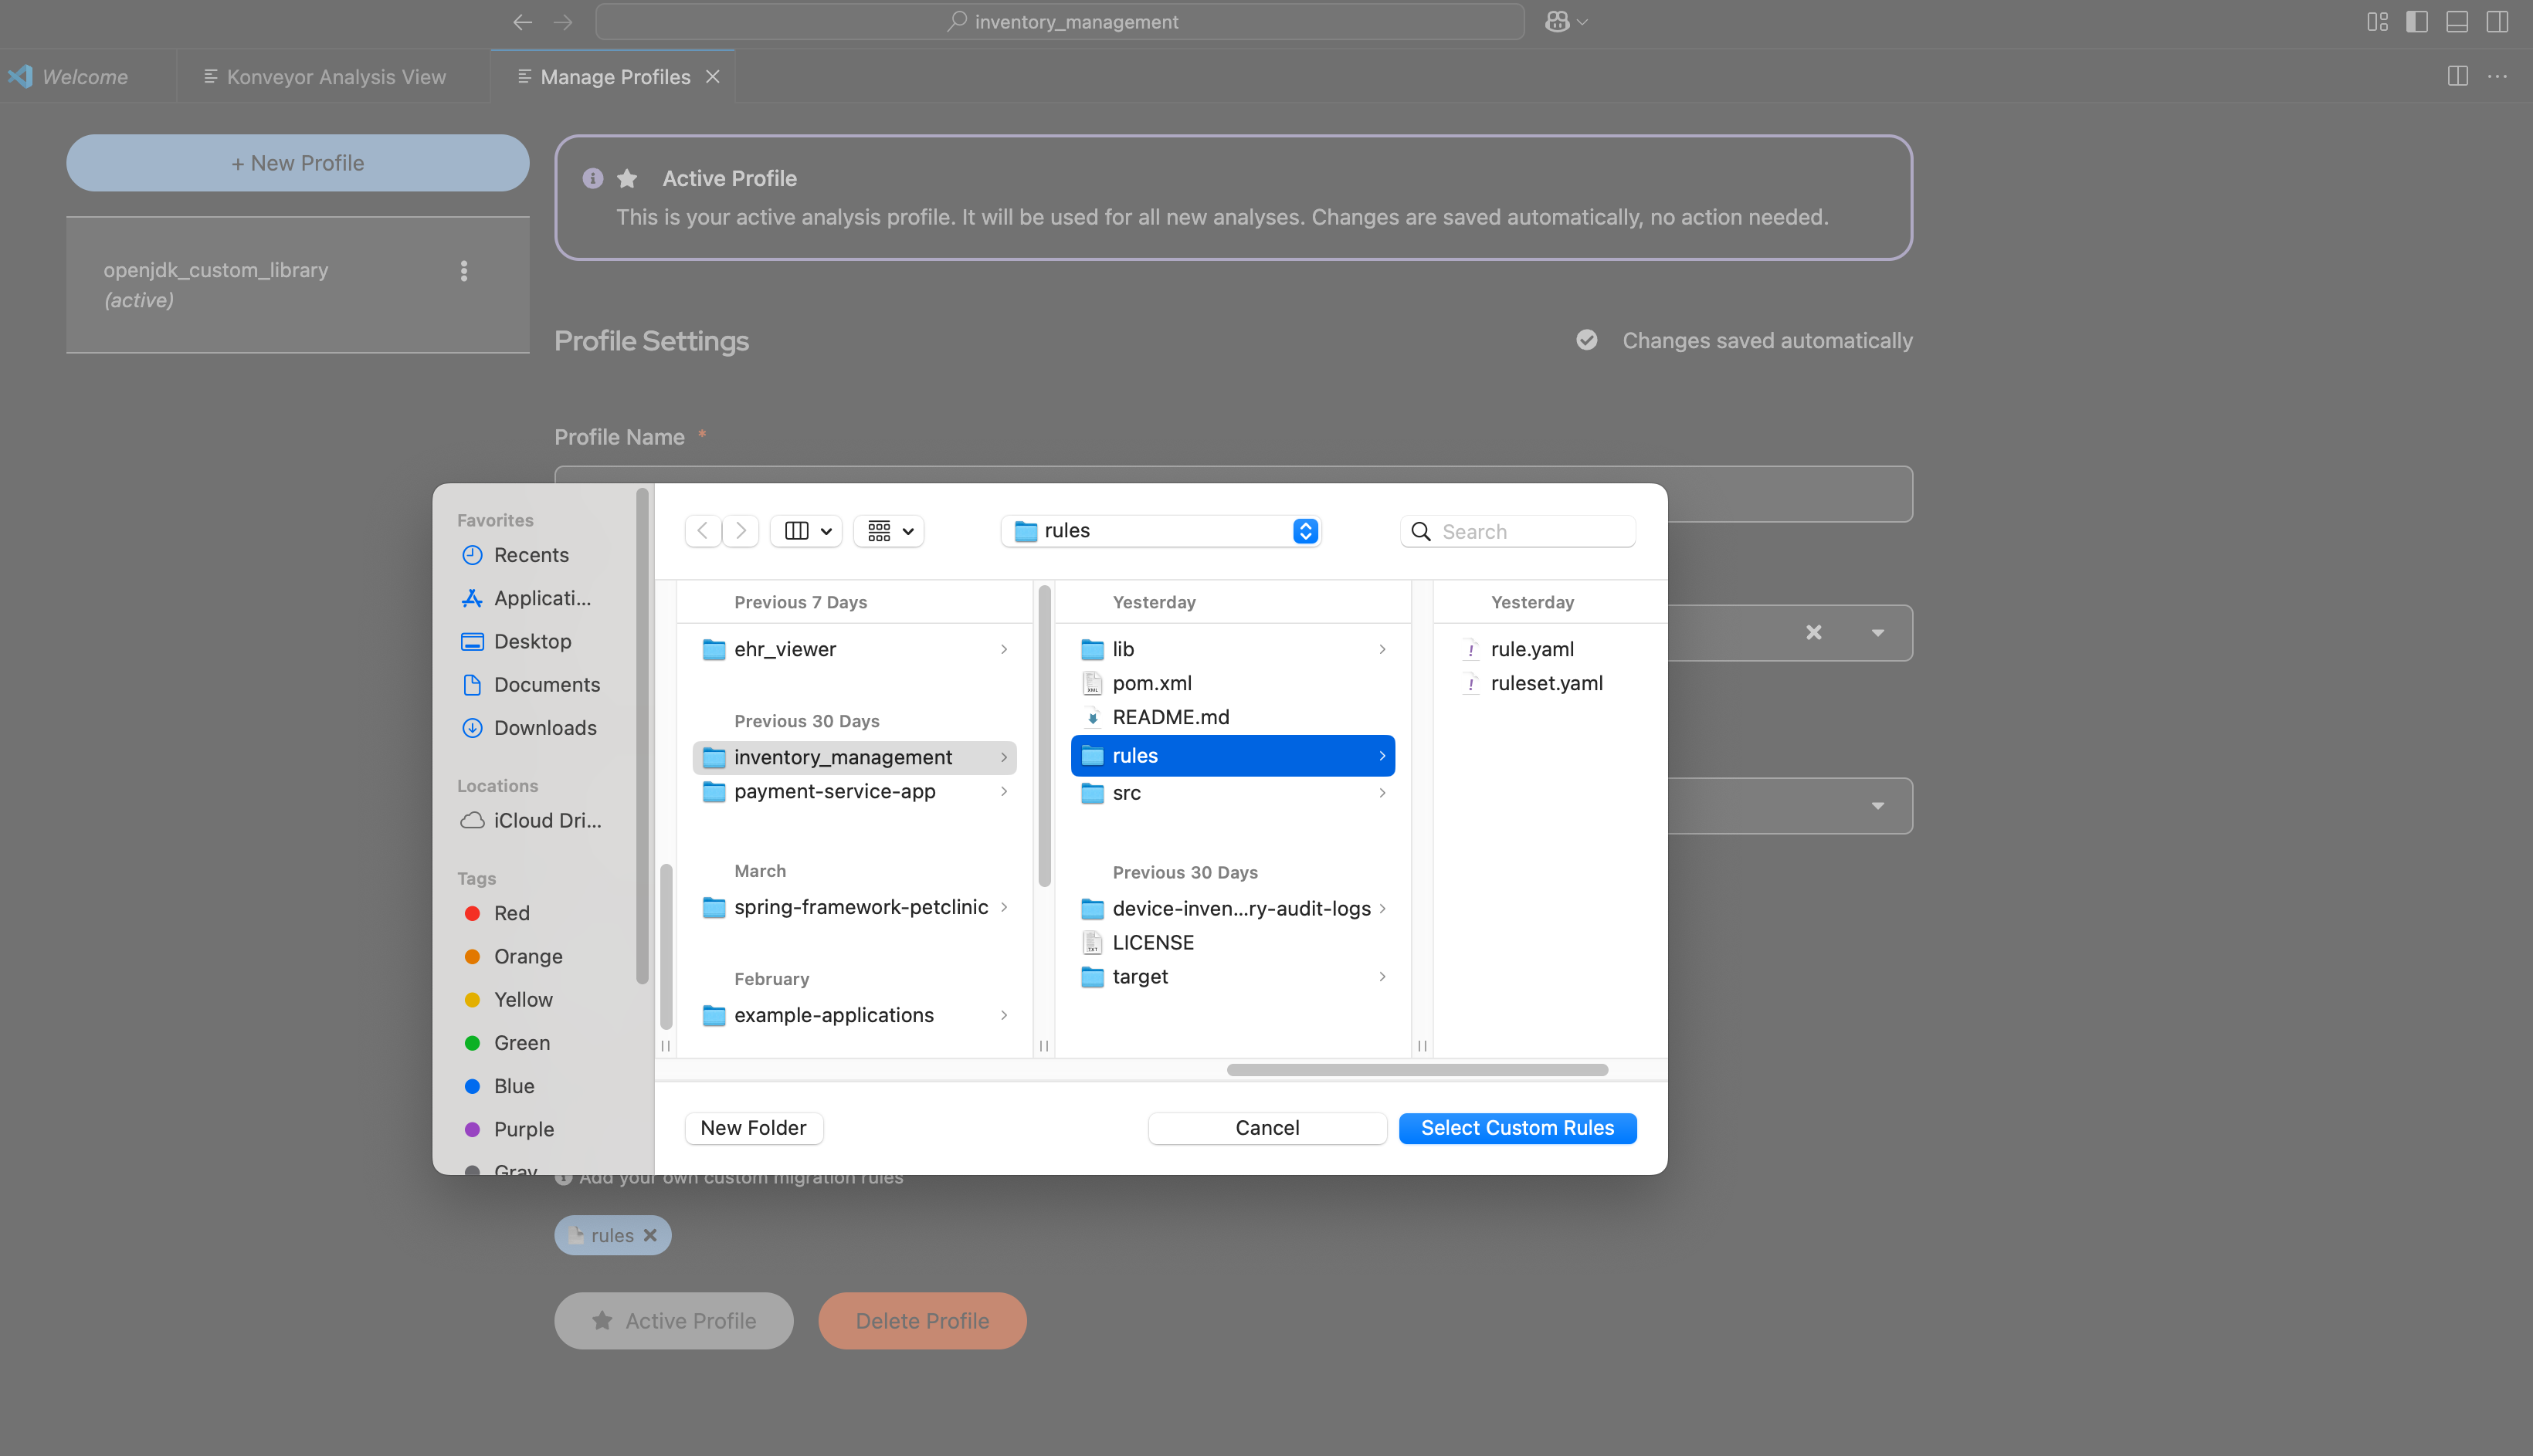 inventory_management
Welcome
Konveyor Analysis View
Manage Profiles
+ New Profile
openjdk_custom_library
(active)
Active Profile
This is your active analysis profile. It will be used for all new analyses. Changes are saved automatically, no action needed.
Profile Settings
Changes saved automatically
Profile Name *
Favorites
Recents
Applicati...
Desktop
Documents
Downloads
Locations
iCloud Dri...
Tags
Red
Orange
Yellow
Green
Blue
Purple
Gray
rules
Search
Previous 7 Days
ehr_viewer
Previous 30 Days
inventory_management
payment-service-app
March
spring-framework-petclinic
February
example-applications
Yesterday
lib
pom.xml
README.md
rules
src
Previous 30 Days
device-inven...ry-audit-logs
LICENSE
target
Yesterday
rule.yaml
ruleset.yaml
New Folder
Cancel
Select Custom Rules
Add your own custom migration rules
rules
Active Profile
Delete Profile